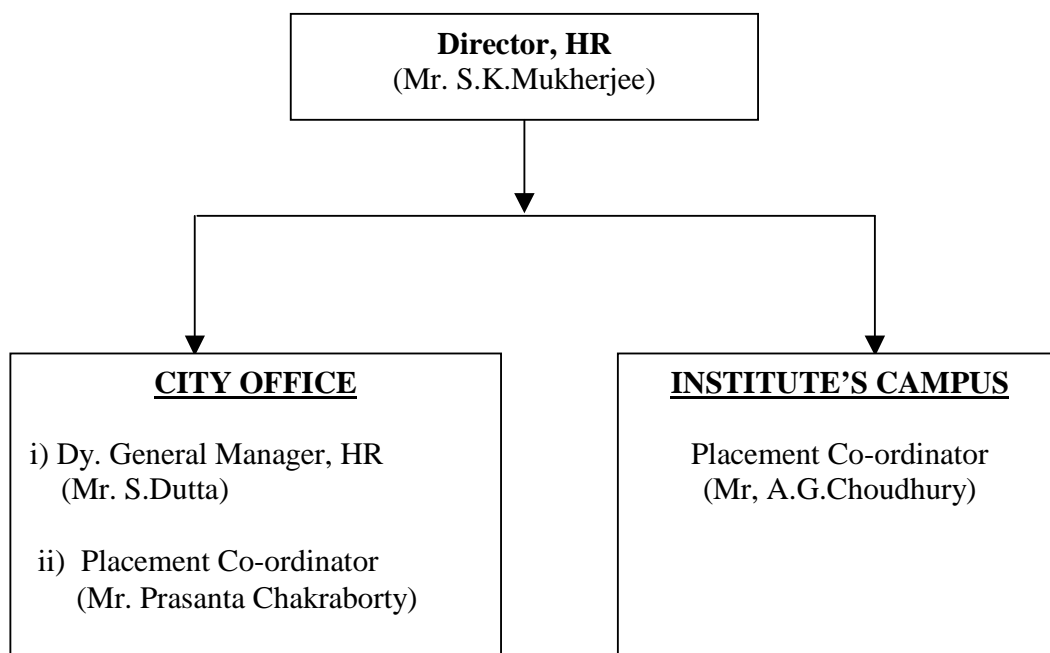 Director, HR
(Mr. S.K.Mukherjee)
CITY OFFICE
i) Dy. General Manager, HR
(Mr. S.Dutta)
ii) Placement Co-ordinator
(Mr. Prasanta Chakraborty)
INSTITUTE’S CAMPUS
Placement Co-ordinator
(Mr, A.G.Choudhury)